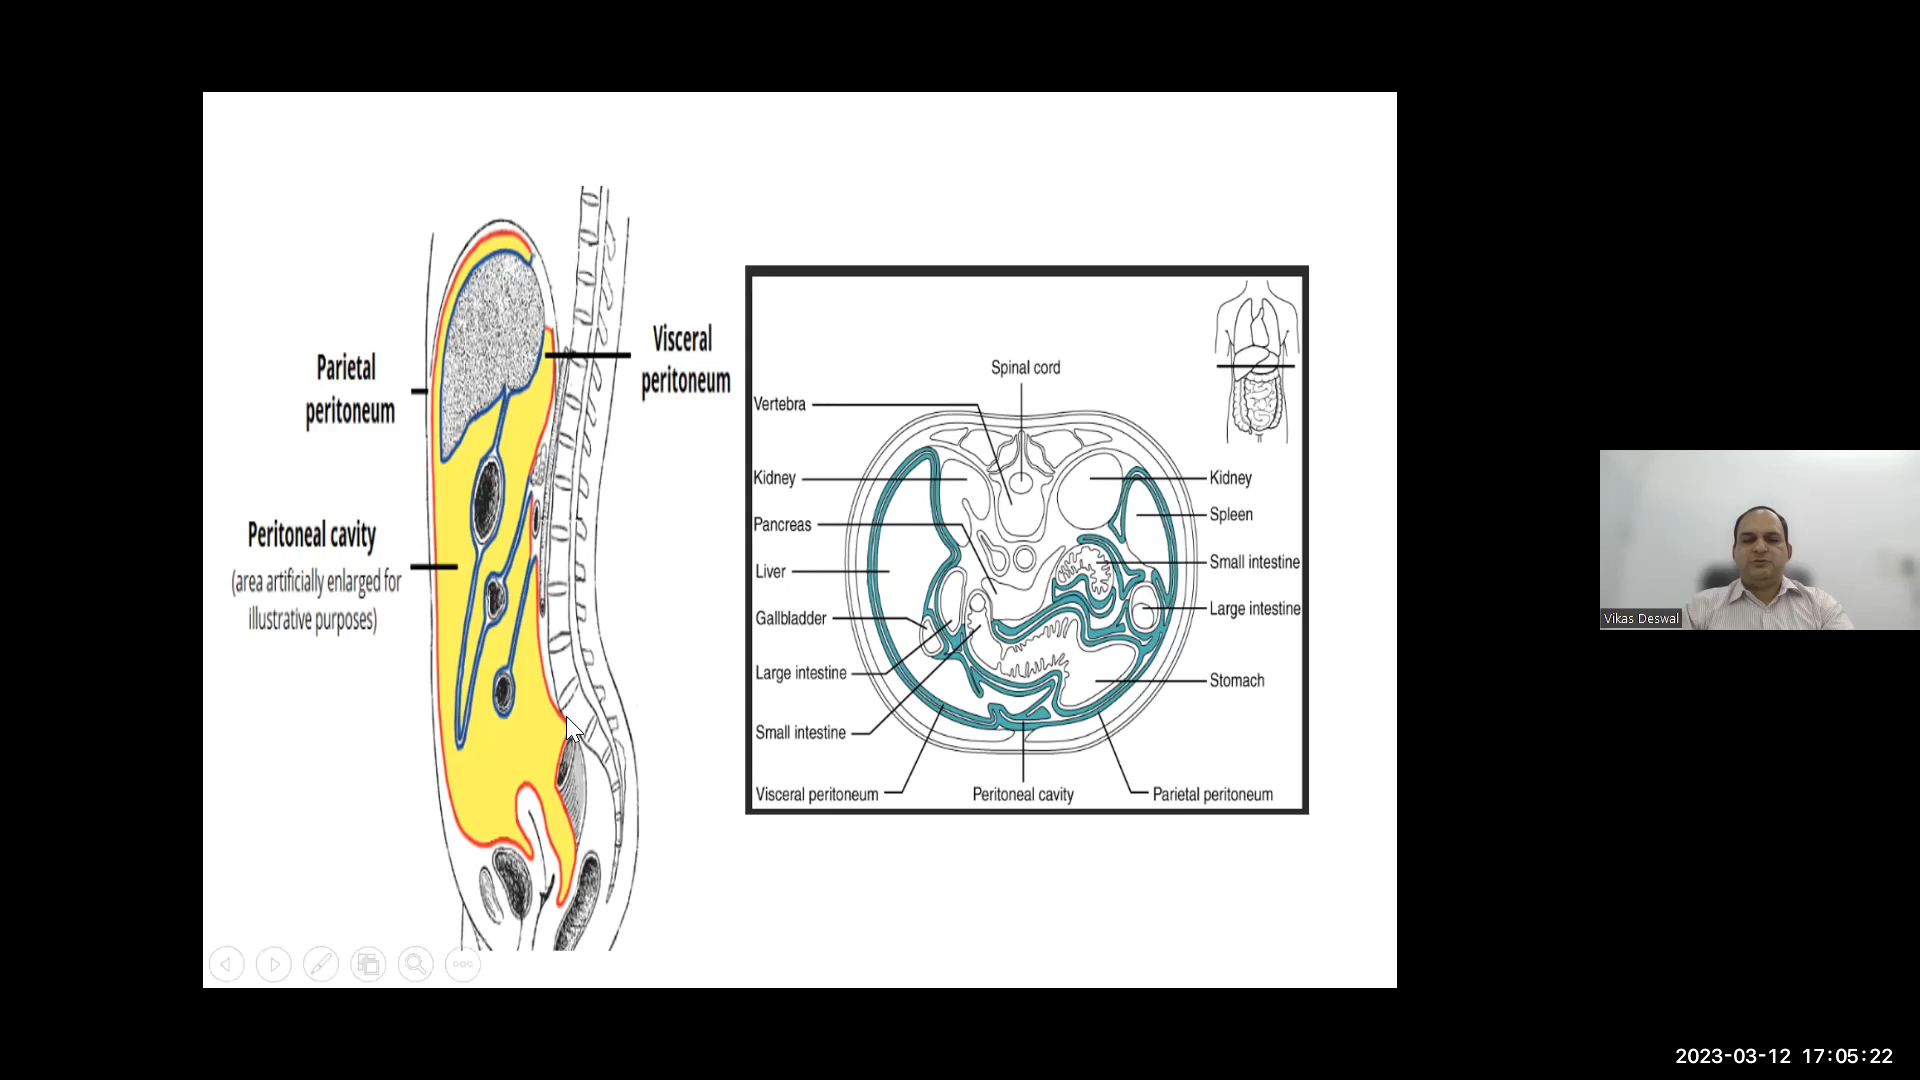 Parietal
peritoneum
Visceral
peritoneum
Peritoneal cavity
(area artificially enlarged for
illustrative purposes)
Spinal cord
Vertebra
Kidney
Pancreas
Liver
Gallbladder
Large intestine
Small intestine
Visceral peritoneum
Peritoneal cavity
Parietal peritoneum
Kidney
Spleen
Small intestine
Large intestine
Stomach
Vikas Deswal
2023-03-12 17:05:22